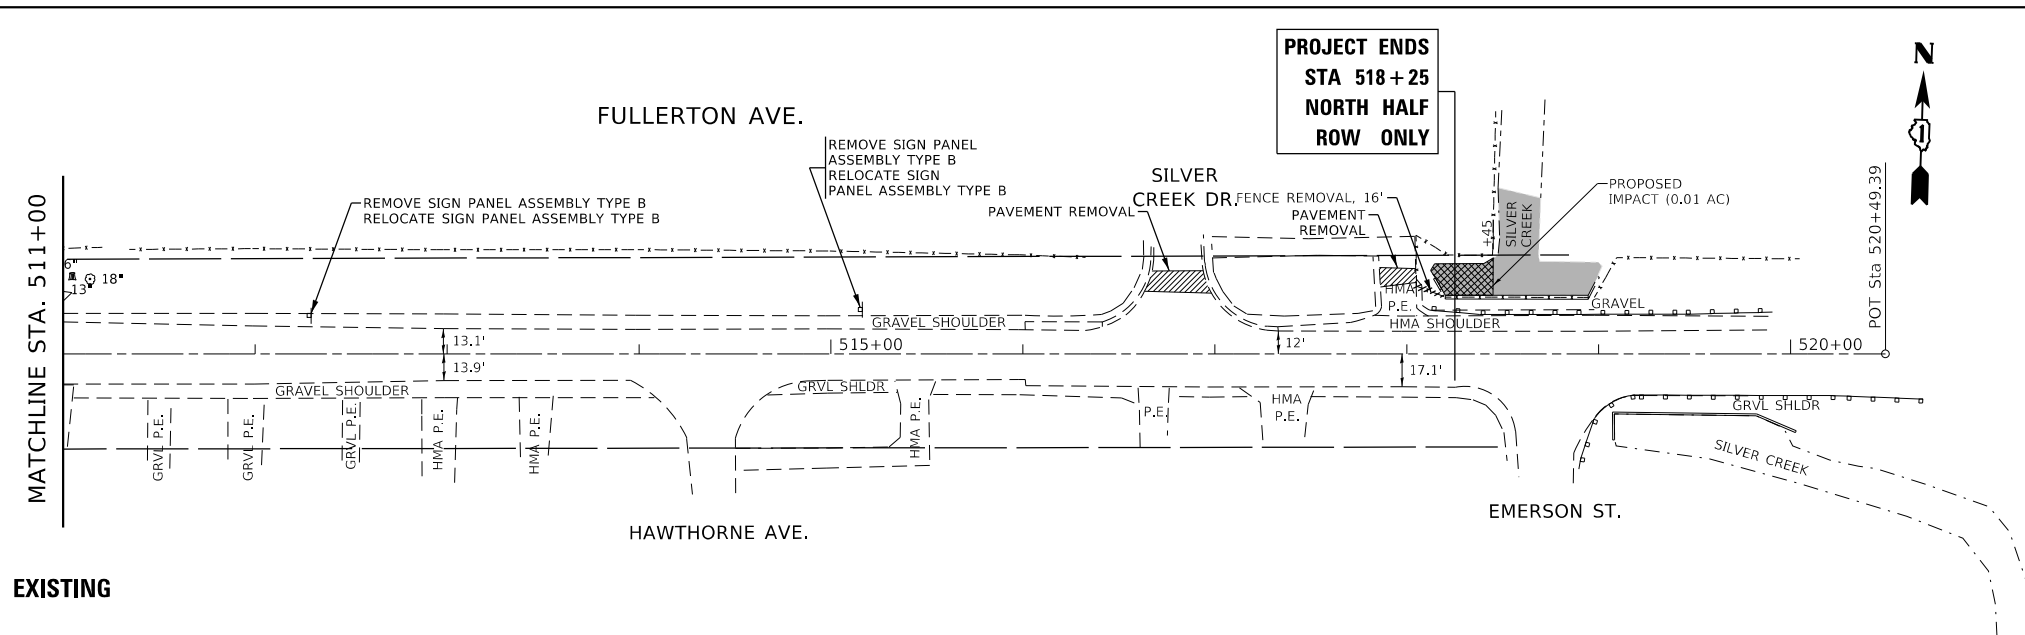 PROJECT ENDS
STA 518+25
NORTH HALF
ROW ONLY
N
1
FULLERTON AVE.
REMOVE SIGN PANEL
ASSEMBLY TYPE B
RELOCATE SIGN
PANEL ASSEMBLY TYPE B
REMOVE SIGN PANEL ASSEMBLY TYPE B
RELOCATE SIGN PANEL ASSEMBLY TYPE B
SILVER
CREEK DR.
FENCE REMOVAL, 16'
PAVEMENT REMOVAL
PAVEMENT
REMOVAL
PROPOSED
IMPACT (0.01 AC)
+45
SILVER
CREEK
MATCHLINE STA. 511+00
POT Sta 520+49.39
6"
18"
13"
HMA
P.E.
GRAVEL
GRAVEL SHOULDER
HMA SHOULDER
13.1'
515+00
12'
520+00
13.9'
17.1'
GRAVEL SHOULDER
GRVL SHLDR
GRVL P.E.
GRVL P.E.
GRVL P.E.
HMA P.E.
HMA P.E.
HMA P.E.
P.E.
HMA
P.E.
GRVL SHLDR
SILVER CREEK
HAWTHORNE AVE.
EMERSON ST.
EXISTING